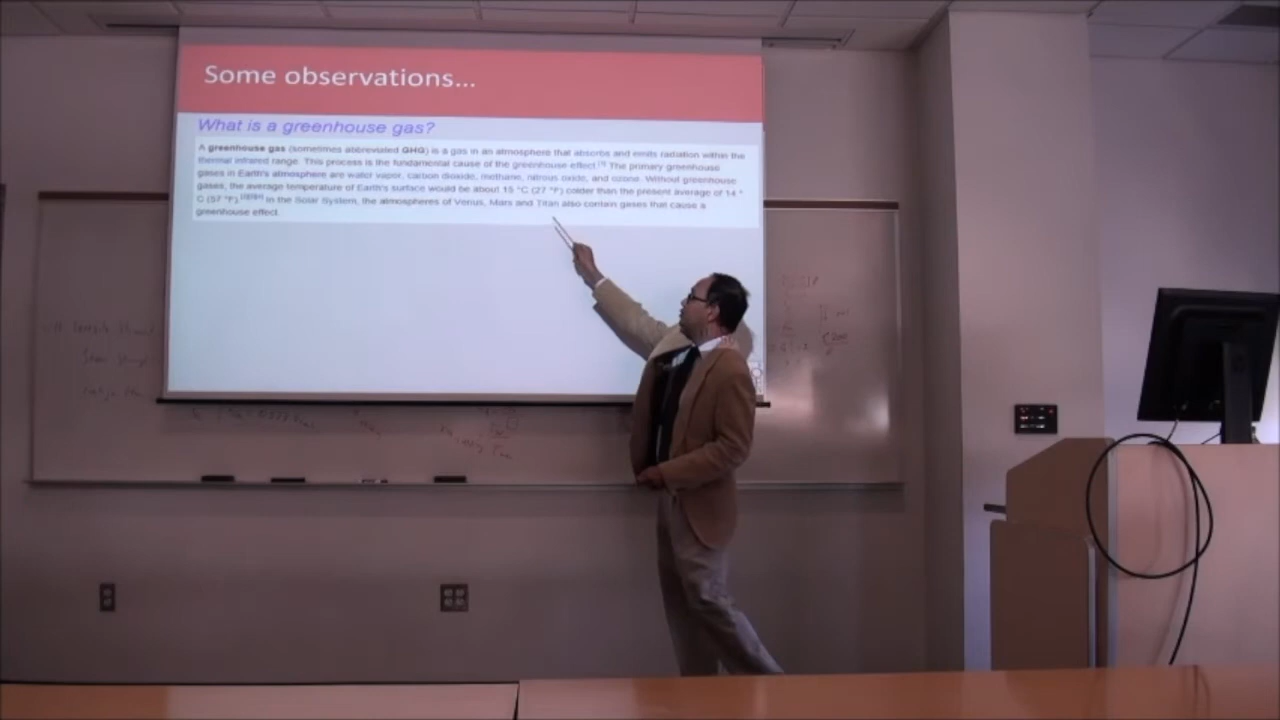 Some observations...
What is a greenhouse gas?
A greenhouse gas (sometimes abbreviated GHG) is a gas in an atmosphere that absorbs and emits radiation within the
thermal infrared range. This process is the fundamental cause of the greenhouse effect.[1] The primary greenhouse
gases in Earth's atmosphere are water vapor, carbon dioxide, methane, nitrous oxide, and ozone. Without greenhouse
gases, the average temperature of Earth's surface would be about 15 °C (27 °F) colder than the present average of 14 °
C (57 °F). In the Solar System, the atmospheres of Venus, Mars and Titan also contain gases that cause a
greenhouse effect.